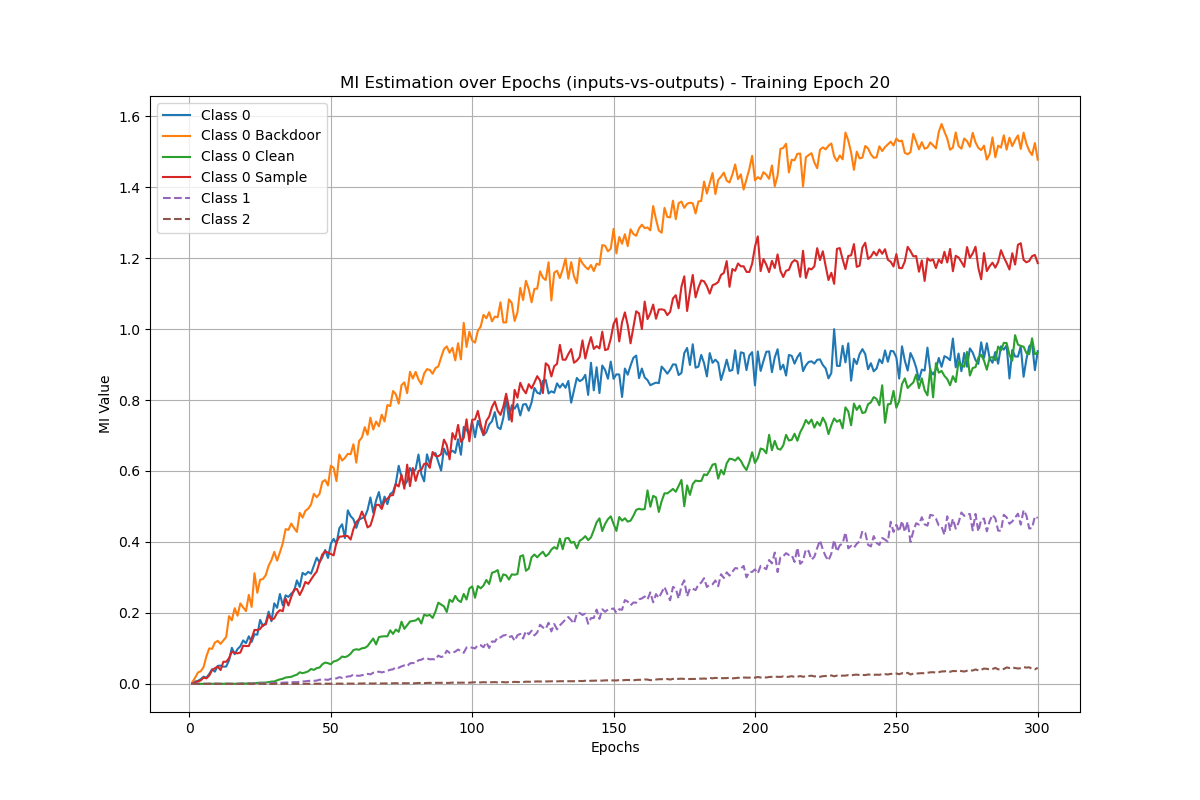 MI Estimation over Epochs (inputs-vs-outputs) - Training Epoch 20
Class 0
Class 0 Backdoor
Class 0 Clean
Class 0 Sample
Class 1
Class 2
MI Value
1.6
1.4
1.2
1.0
0.8
0.6
0.4
0.2
0.0
0 50 100 150 200 250 300
Epochs